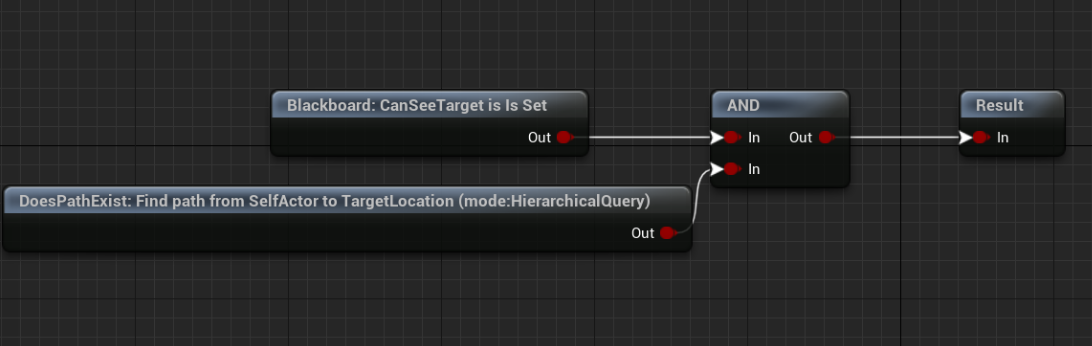 Blackboard: CanSeeTarget is Is Set
Out
AND
In
Out
In
Result
In
DoesPathExist: Find path from SelfActor to TargetLocation (mode:HierarchicalQuery)
Out